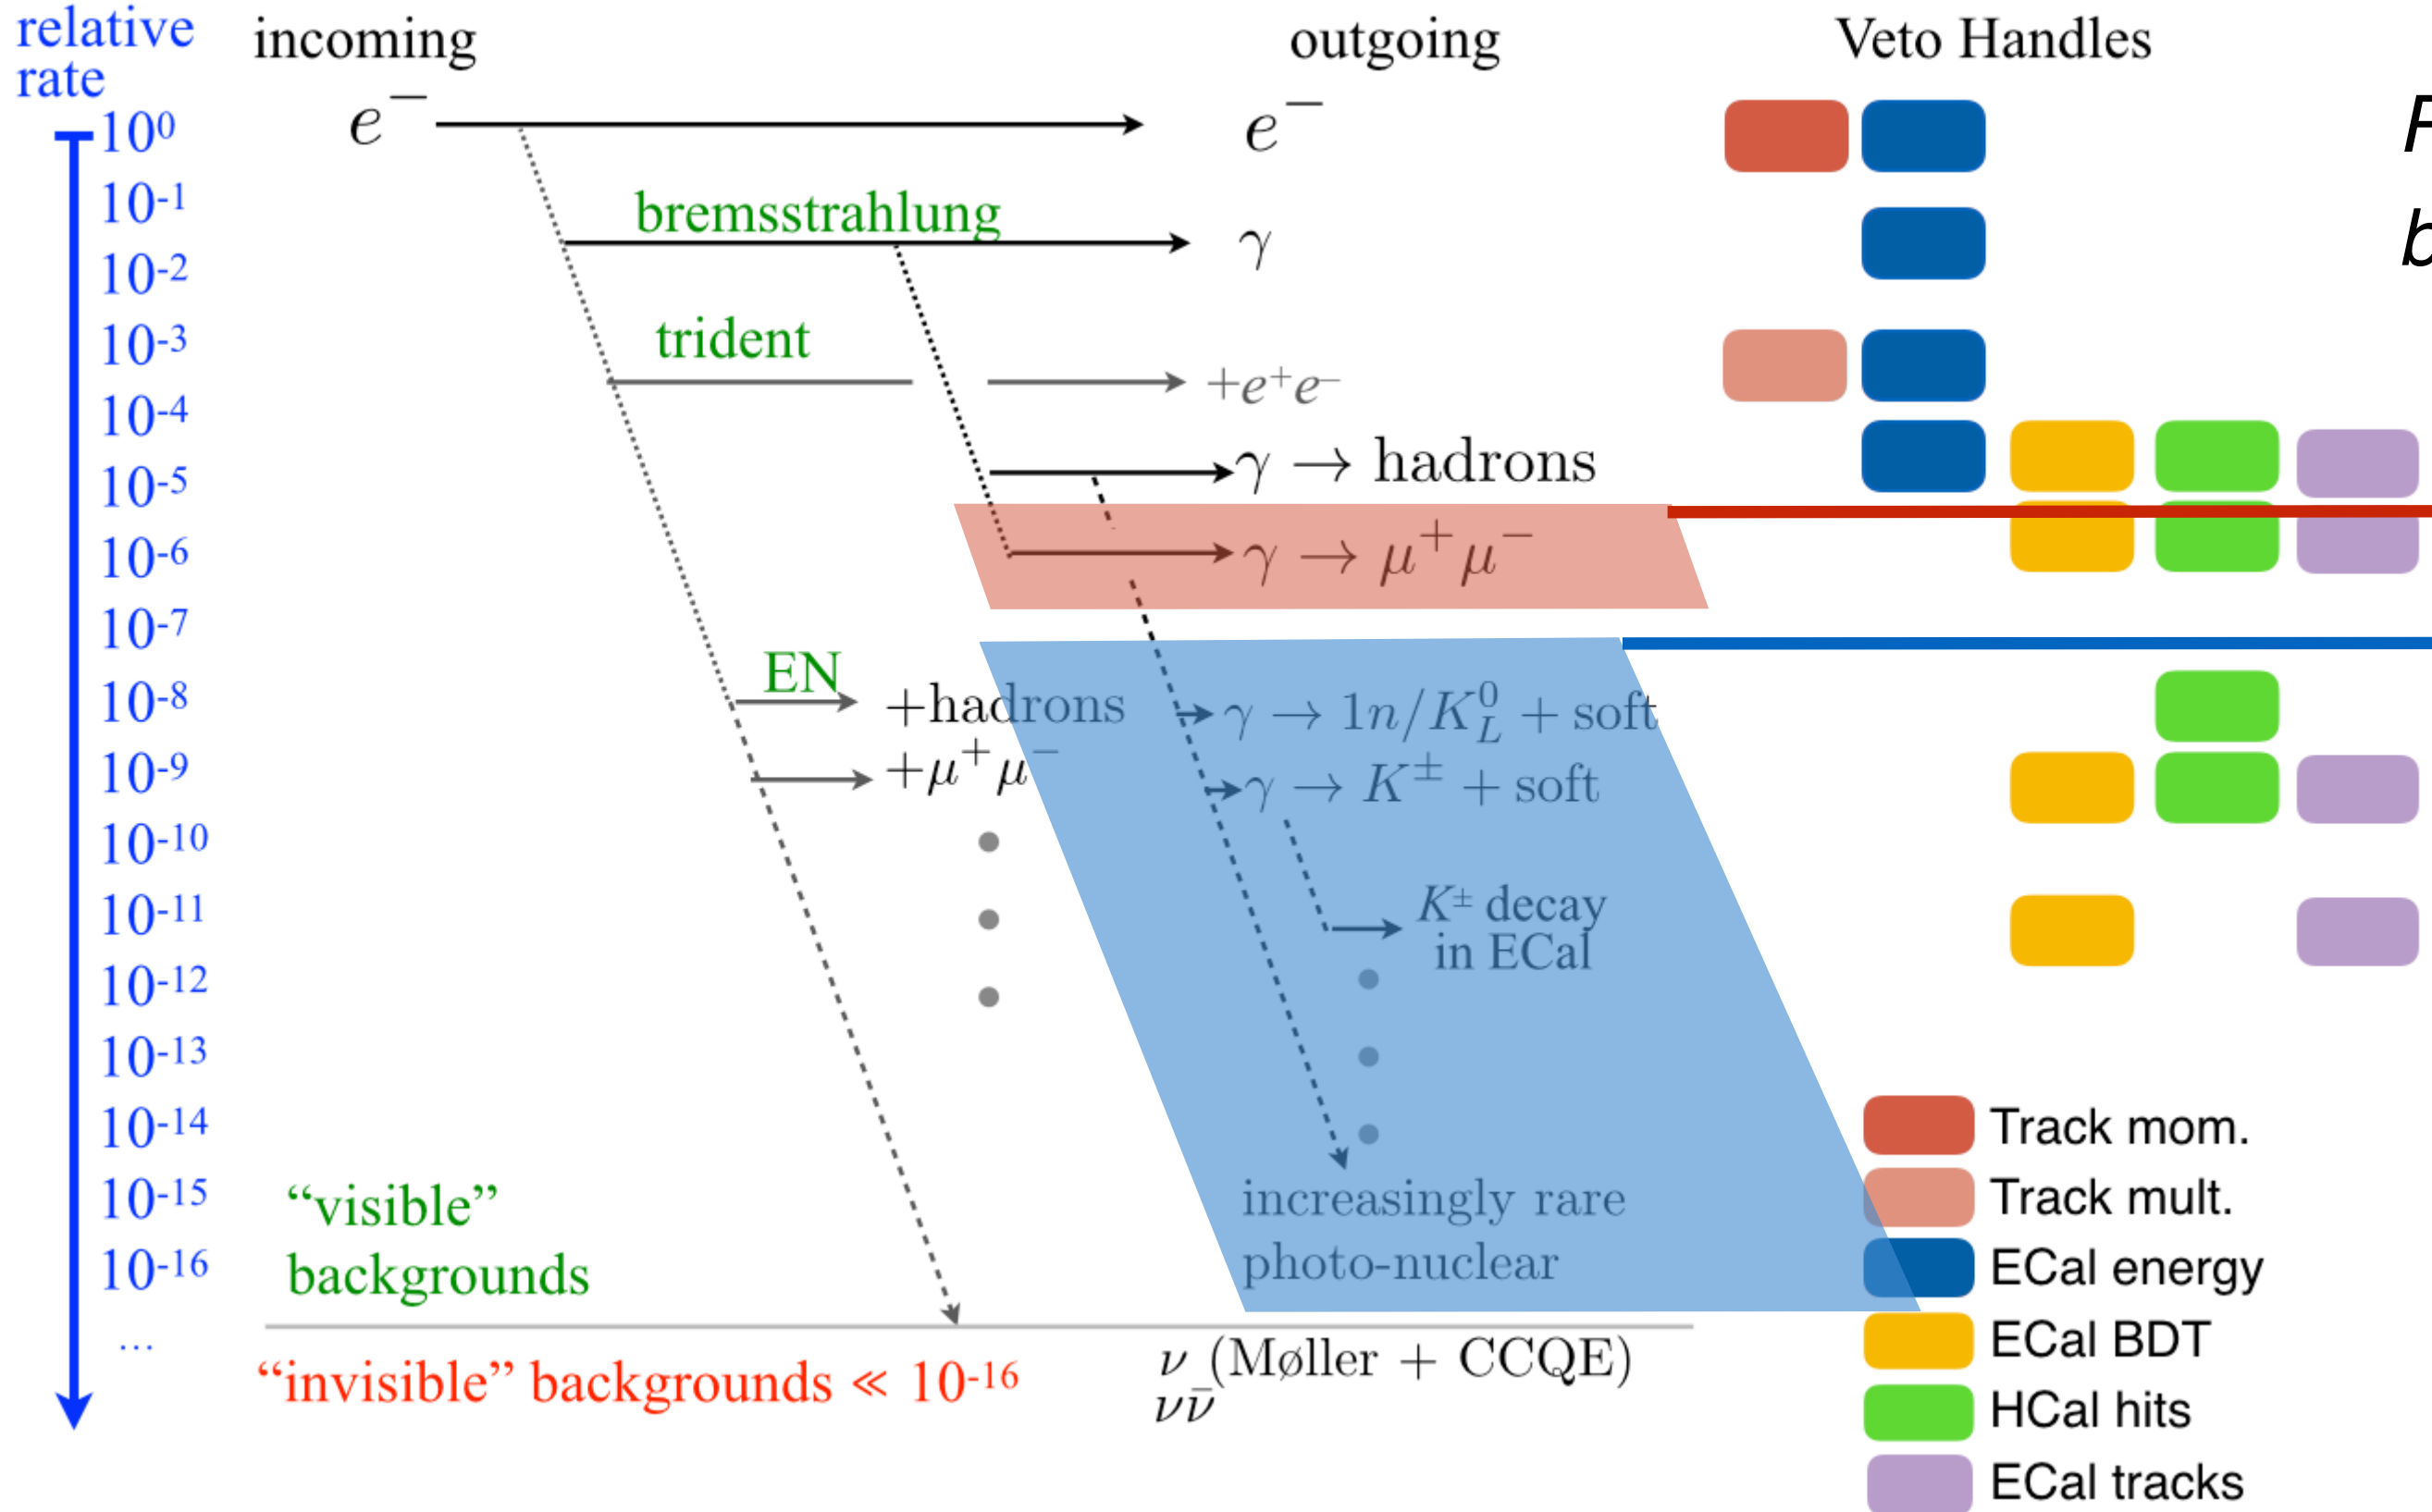 relative rate
incoming
outgoing
Veto Handles
e⁻
e⁻
10⁰
10⁻¹
bremsstrahlung
γ
10⁻²
trident
10⁻³
+e⁺e⁻
10⁻⁴
γ → hadrons
10⁻⁵
γ → μ⁺μ⁻
10⁻⁶
10⁻⁷
EN
10⁻⁸
+hadrons
γ → 1n/K⁰_L + soft
10⁻⁹
+μ⁺μ⁻
γ → K± + soft
10⁻¹⁰
10⁻¹¹
K± decay
in ECal
10⁻¹²
10⁻¹³
10⁻¹⁴
10⁻¹⁵
10⁻¹⁶
...
"visible"
backgrounds
increasingly rare
photo-nuclear
"invisible" backgrounds ≪ 10⁻¹⁶
ν (Møller + CCQE)
νν̄
Track mom.
Track mult.
ECal energy
ECal BDT
HCal hits
ECal tracks